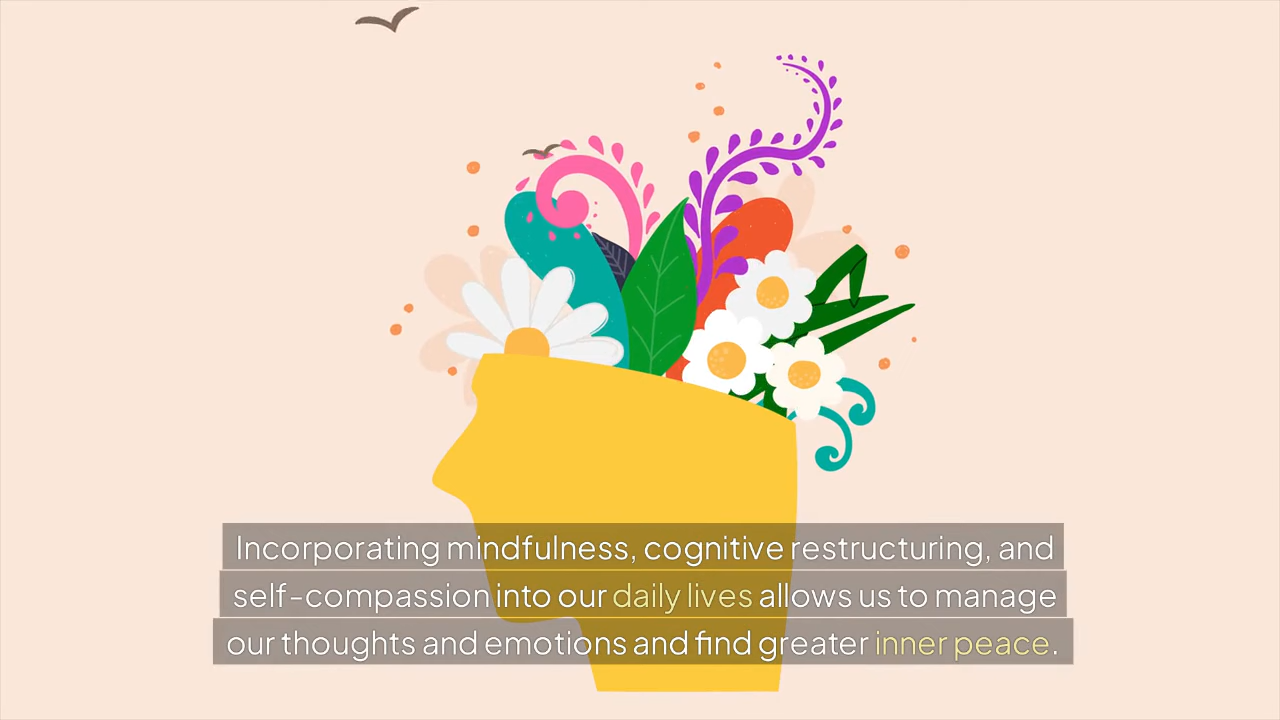 Incorporating mindfulness, cognitive restructuring, and
self-compassion into our daily lives allows us to manage
our thoughts and emotions and find greater inner peace.